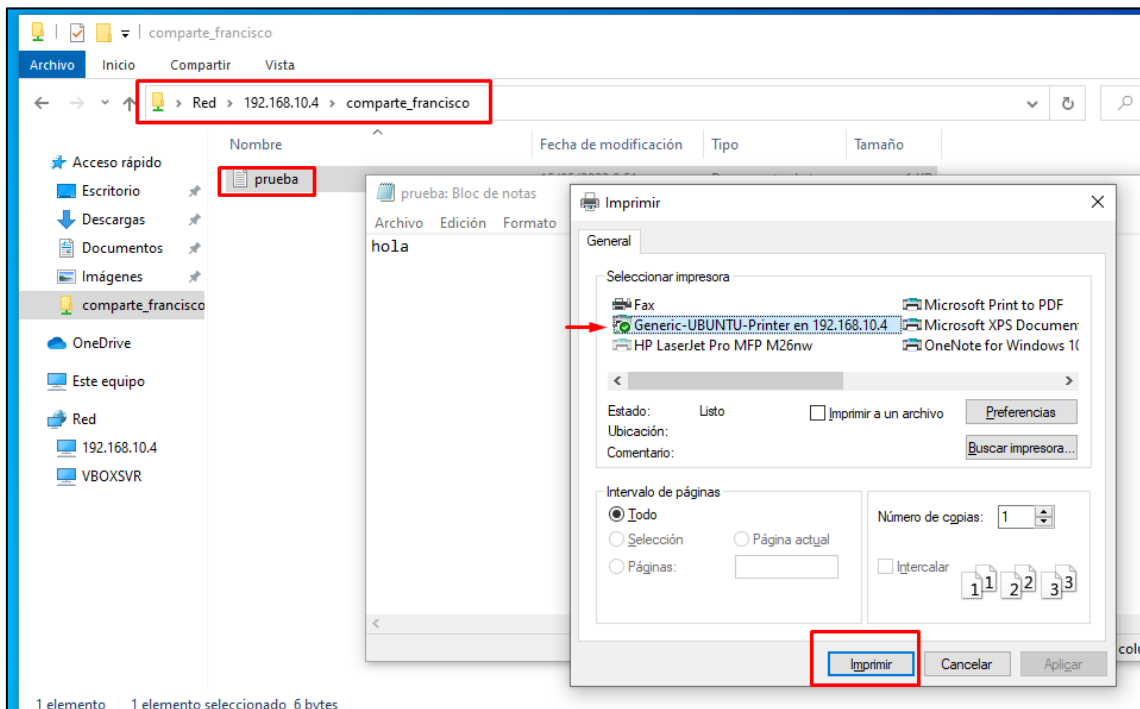 comparte_francisco
Archivo Inicio Compartir Vista
Red > 192.168.10.4 > comparte_francisco
Nombre Fecha de modificación Tipo Tamaño
Acceso rápido
Escritorio
Descargas
Documentos
Imágenes
comparte_francisco
OneDrive
Este equipo
Red
192.168.10.4
VBOXSVR
prueba
prueba: Bloc de notas
Archivo Edición Formato
hola
Imprimir
General
Seleccionar impresora
Fax
Generic-UBUNTU-Printer en 192.168.10.4
HP LaserJet Pro MFP M26nw
Microsoft Print to PDF
Microsoft XPS Documen
OneNote for Windows 10
Estado: Listo
Ubicación:
Comentario:
Imprimir a un archivo
Preferencias
Buscar impresora...
Intervalo de páginas
Todo
Selección Página actual
Páginas:
Número de copias: 1
Intercalar
1 1 2 2 3 3
Imprimir Cancelar Aplicar
colu
1 elemento 1 elemento seleccionado 6 bytes